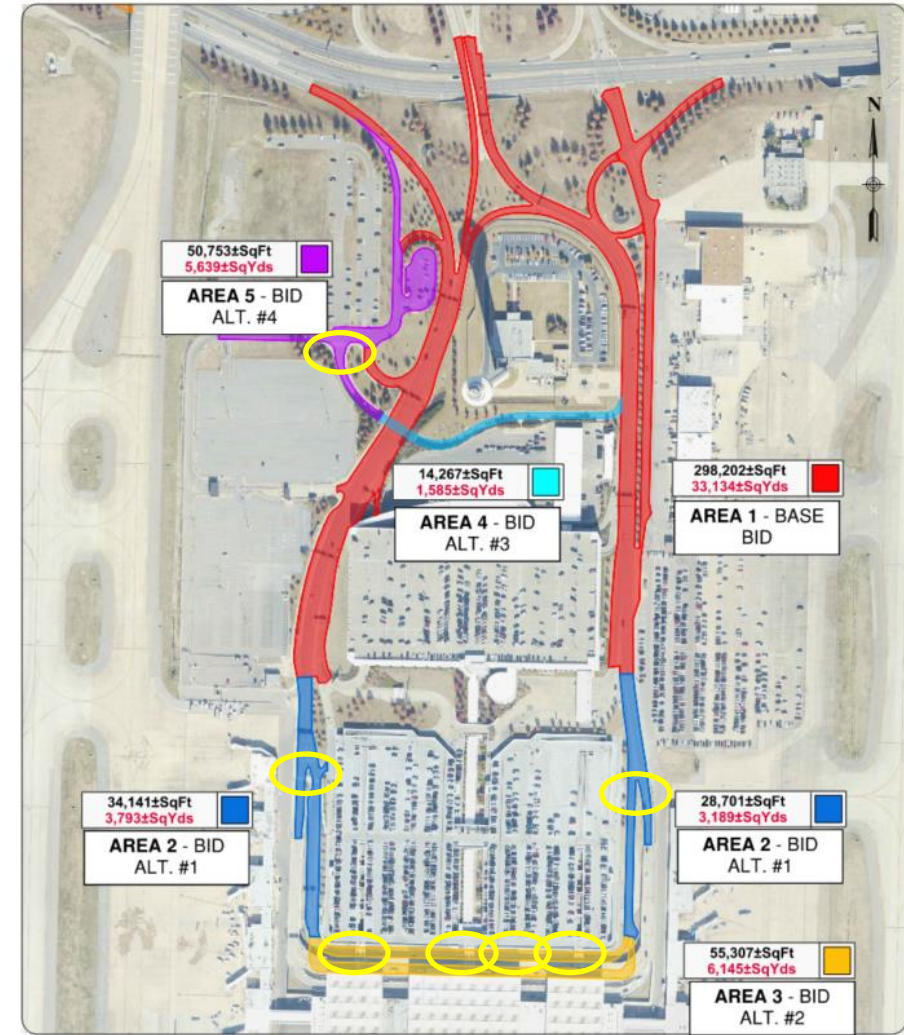 N
50,753±SqFt
5,639±SqYds
AREA 5 - BID
ALT. #4
14,267±SqFt
1,585±SqYds
AREA 4 - BID
ALT. #3
298,202±SqFt
33,134±SqYds
AREA 1 - BASE
BID
34,141±SqFt
3,793±SqYds
AREA 2 - BID
ALT. #1
28,701±SqFt
3,189±SqYds
AREA 2 - BID
ALT. #1
55,307±SqFt
6,145±SqYds
AREA 3 - BID
ALT. #2